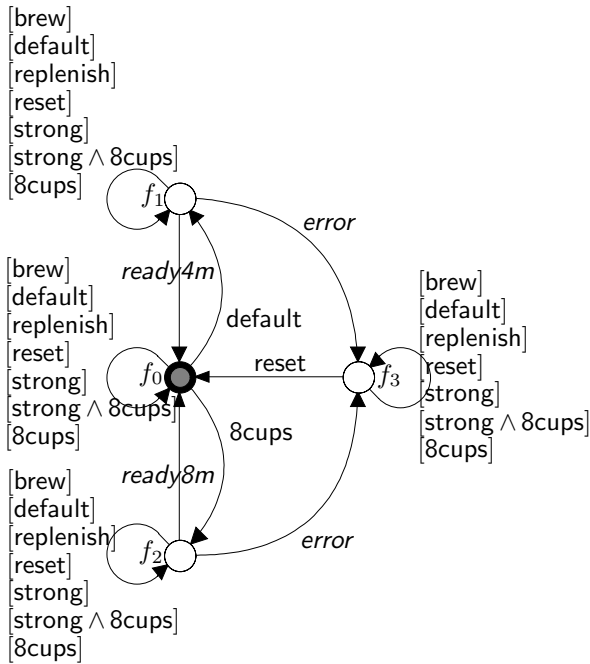 [brew]
[default]
[replenish]
[reset]
[strong]
[strong ∧ 8cups]
[8cups]
f₁
error
ready4m
default
[brew]
[default]
[replenish]
[reset]
[strong]
[strong ∧ 8cups]
[8cups]
f₀
reset
f₃
[brew]
[default]
[replenish]
[reset]
[strong]
[strong ∧ 8cups]
[8cups]
8cups
ready8m
error
[brew]
[default]
[replenish]
[reset]
[strong]
[strong ∧ 8cups]
[8cups]
f₂